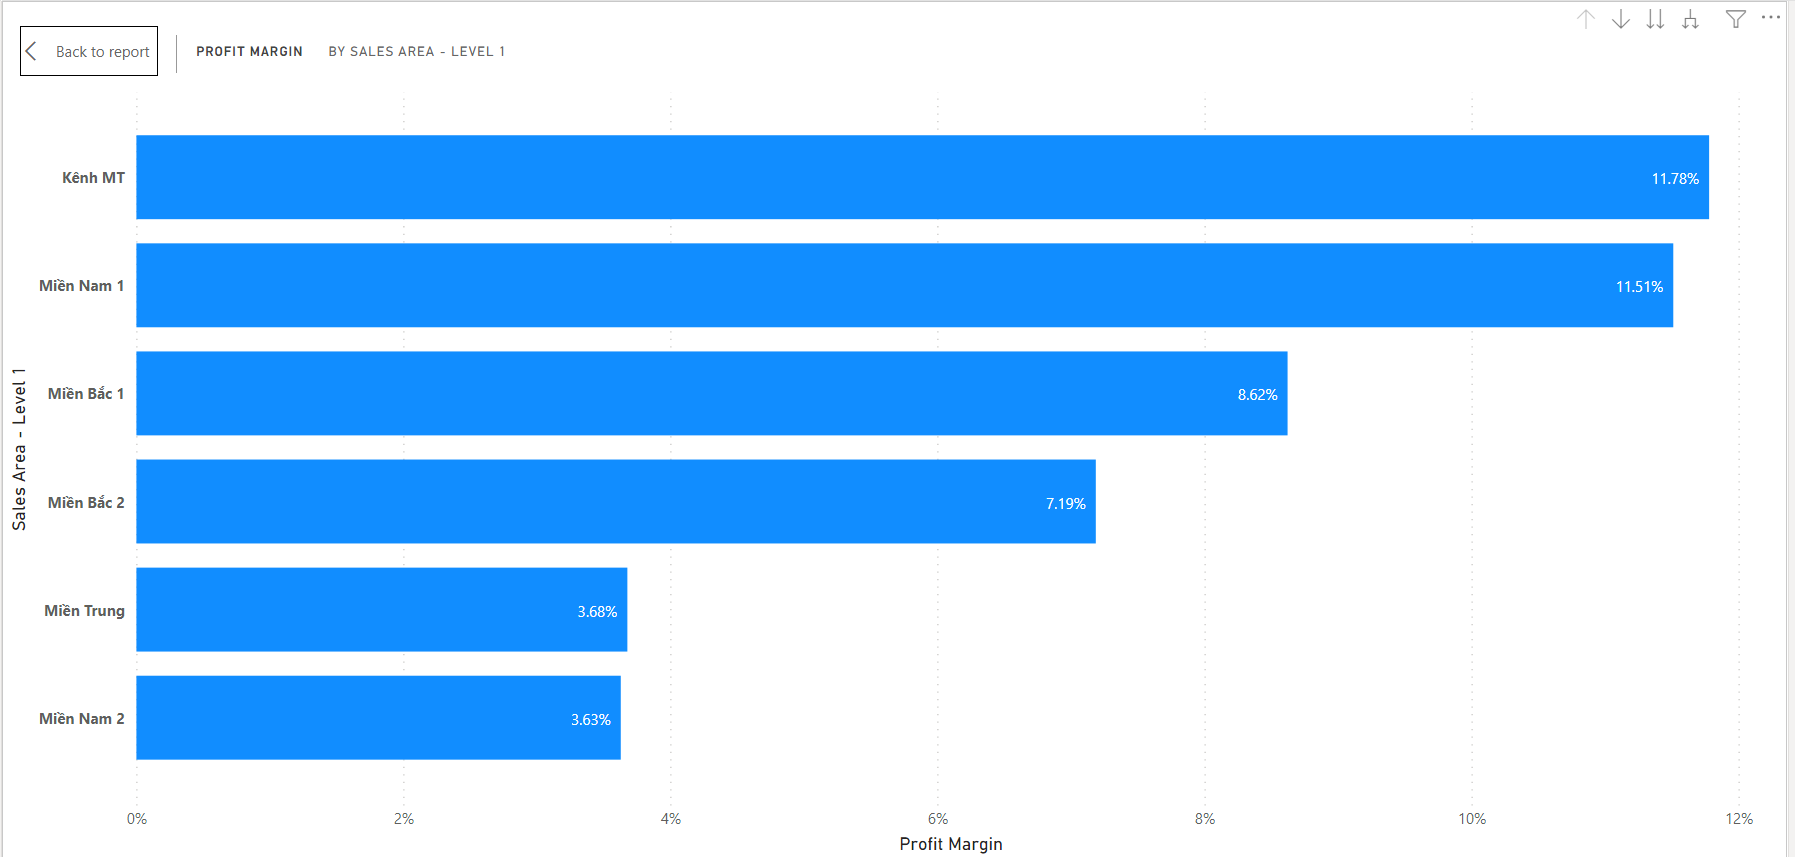 Back to report
PROFIT MARGIN BY SALES AREA - LEVEL 1
Sales Area - Level 1
Kênh MT 11.78%
Miền Nam 1 11.51%
Miền Bắc 1 8.62%
Miền Bắc 2 7.19%
Miền Trung 3.68%
Miền Nam 2 3.63%
0% 2% 4% 6% 8% 10% 12%
Profit Margin